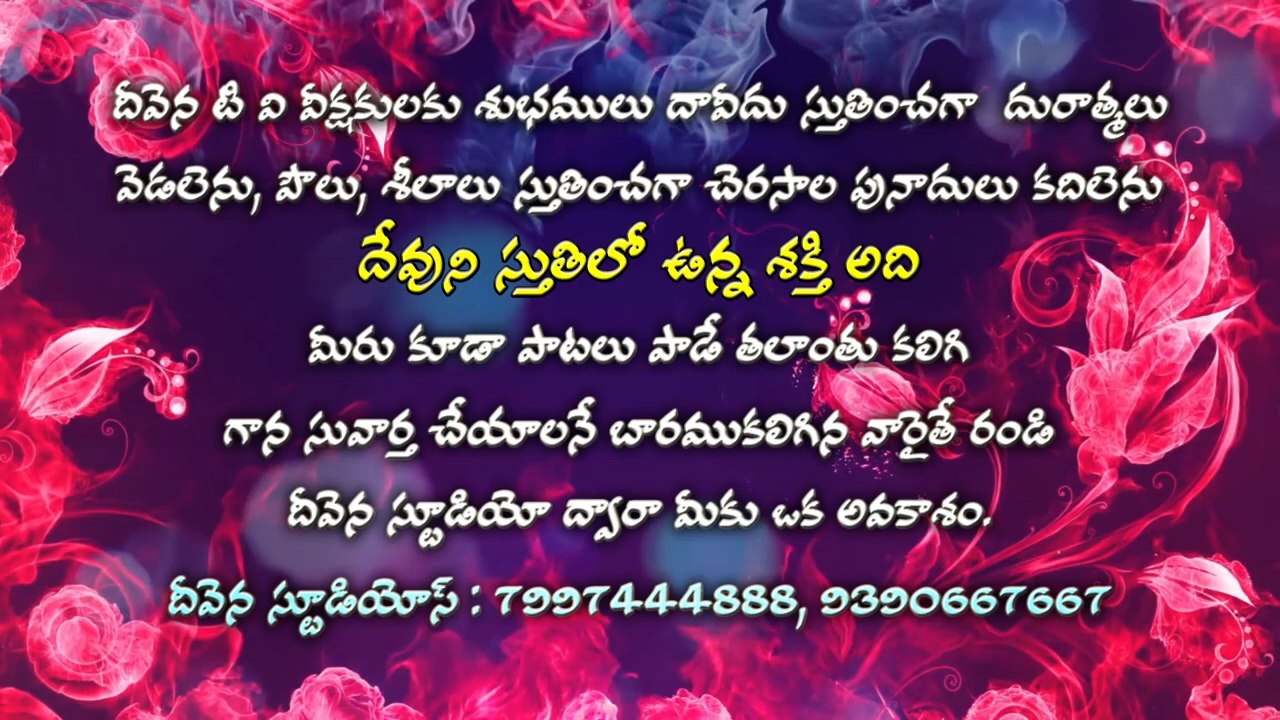 దీవెన టి వి వీక్షకులకు శుభములు దావీదు స్తుతించగా దురాత్మలు
వెడలెను, పౌలు, శీలాలు స్తుతించగా చెరసాల పునాదులు కదిలెను
దేవుని స్తుతిలో ఉన్న శక్తి అది
మీరు కూడా పాటలు పాడే తలాంతు కలిగి
గాన సువార్త చేయాలనే బారముకలిగిన వారైతే రండి
దీవెన స్టూడియో ద్వారా మీకు ఒక అవకాశం.
దీవెన స్టూడియోస్ : 7997444888, 9390667667